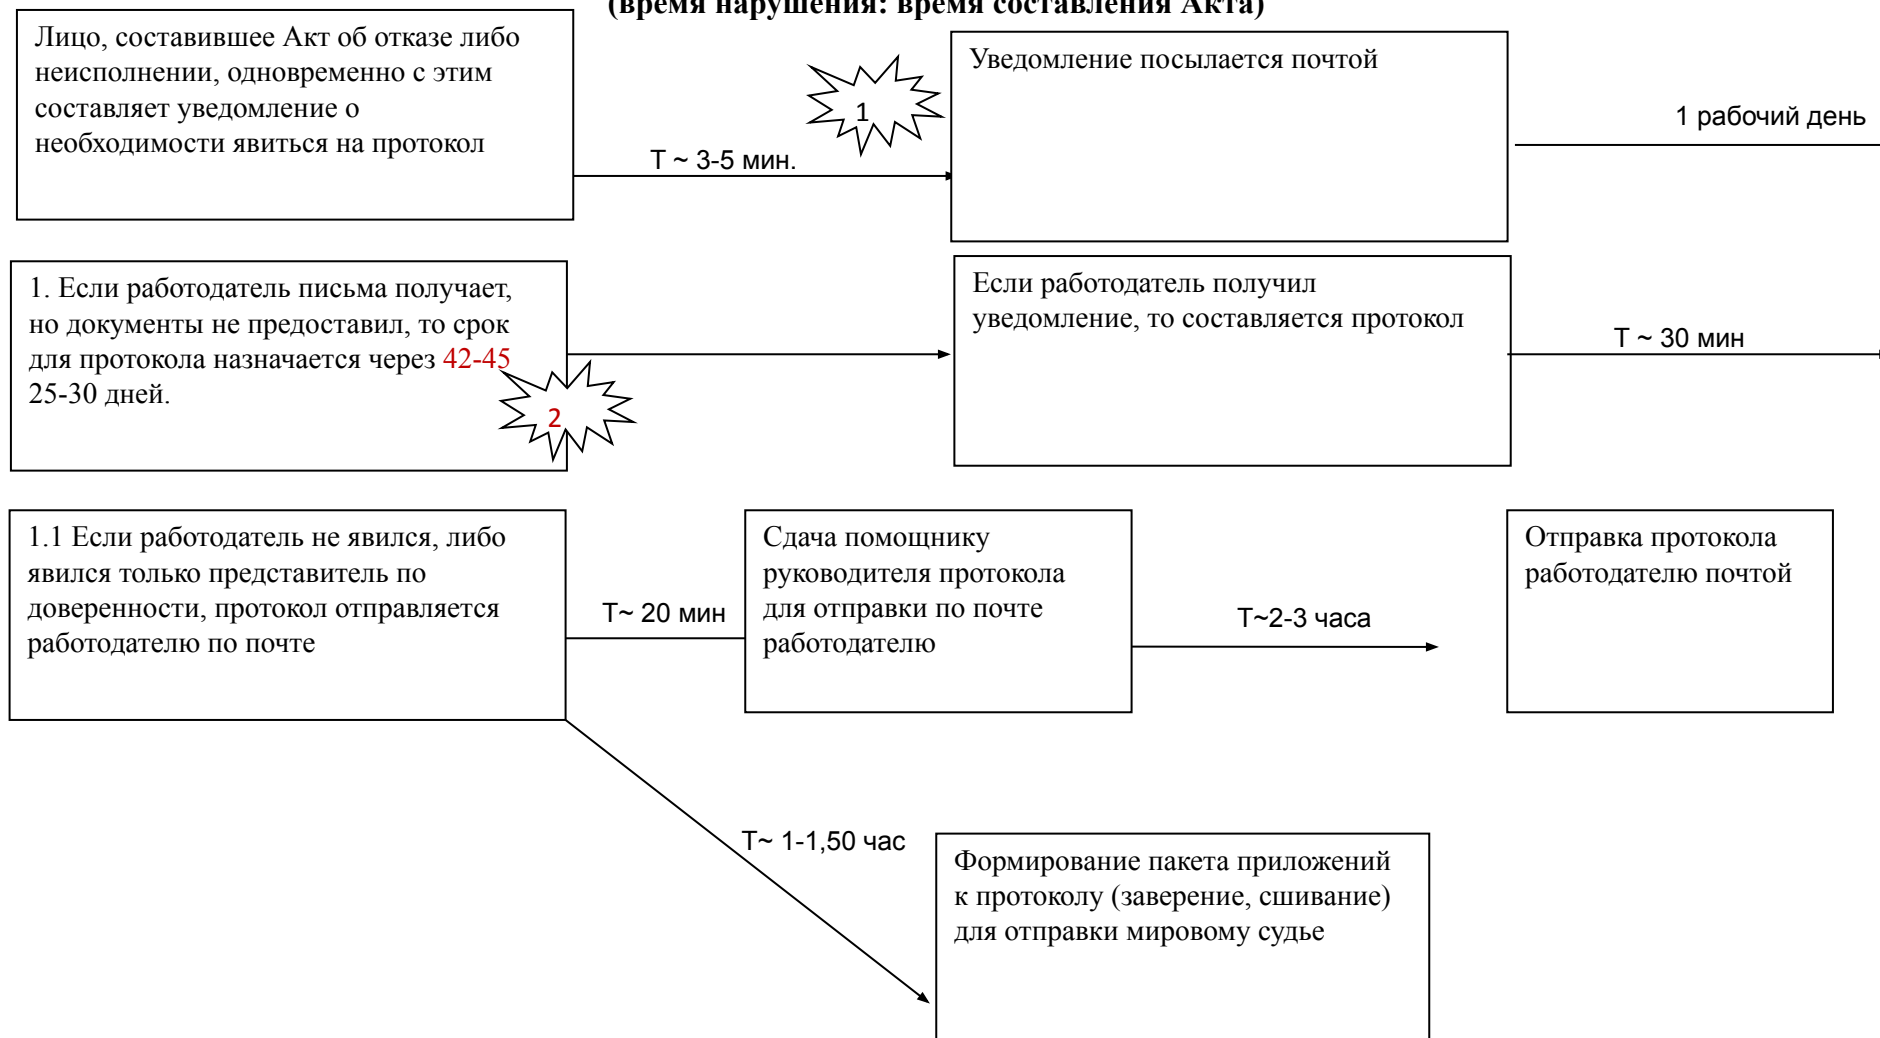 (время нарушения: время составления Акта)
Лицо, составившее Акт об отказе либо
неисполнении, одновременно с этим
составляет уведомление о
необходимости явиться на протокол
T ~ 3-5 мин.
1
Уведомление посылается почтой
1 рабочий день
1. Если работодатель письма получает,
но документы не предоставил, то срок
для протокола назначается через 42-45
25-30 дней.
2
Если работодатель получил
уведомление, то составляется протокол
T ~ 30 мин
1.1 Если работодатель не явился, либо
явился только представитель по
доверенности, протокол отправляется
работодателю по почте
T~ 20 мин
Сдача помощнику
руководителя протокола
для отправки по почте
работодателю
T~2-3 часа
Отправка протокола
работодателю почтой
T~ 1-1,50 час
Формирование пакета приложений
к протоколу (заверение, сшивание)
для отправки мировому судье